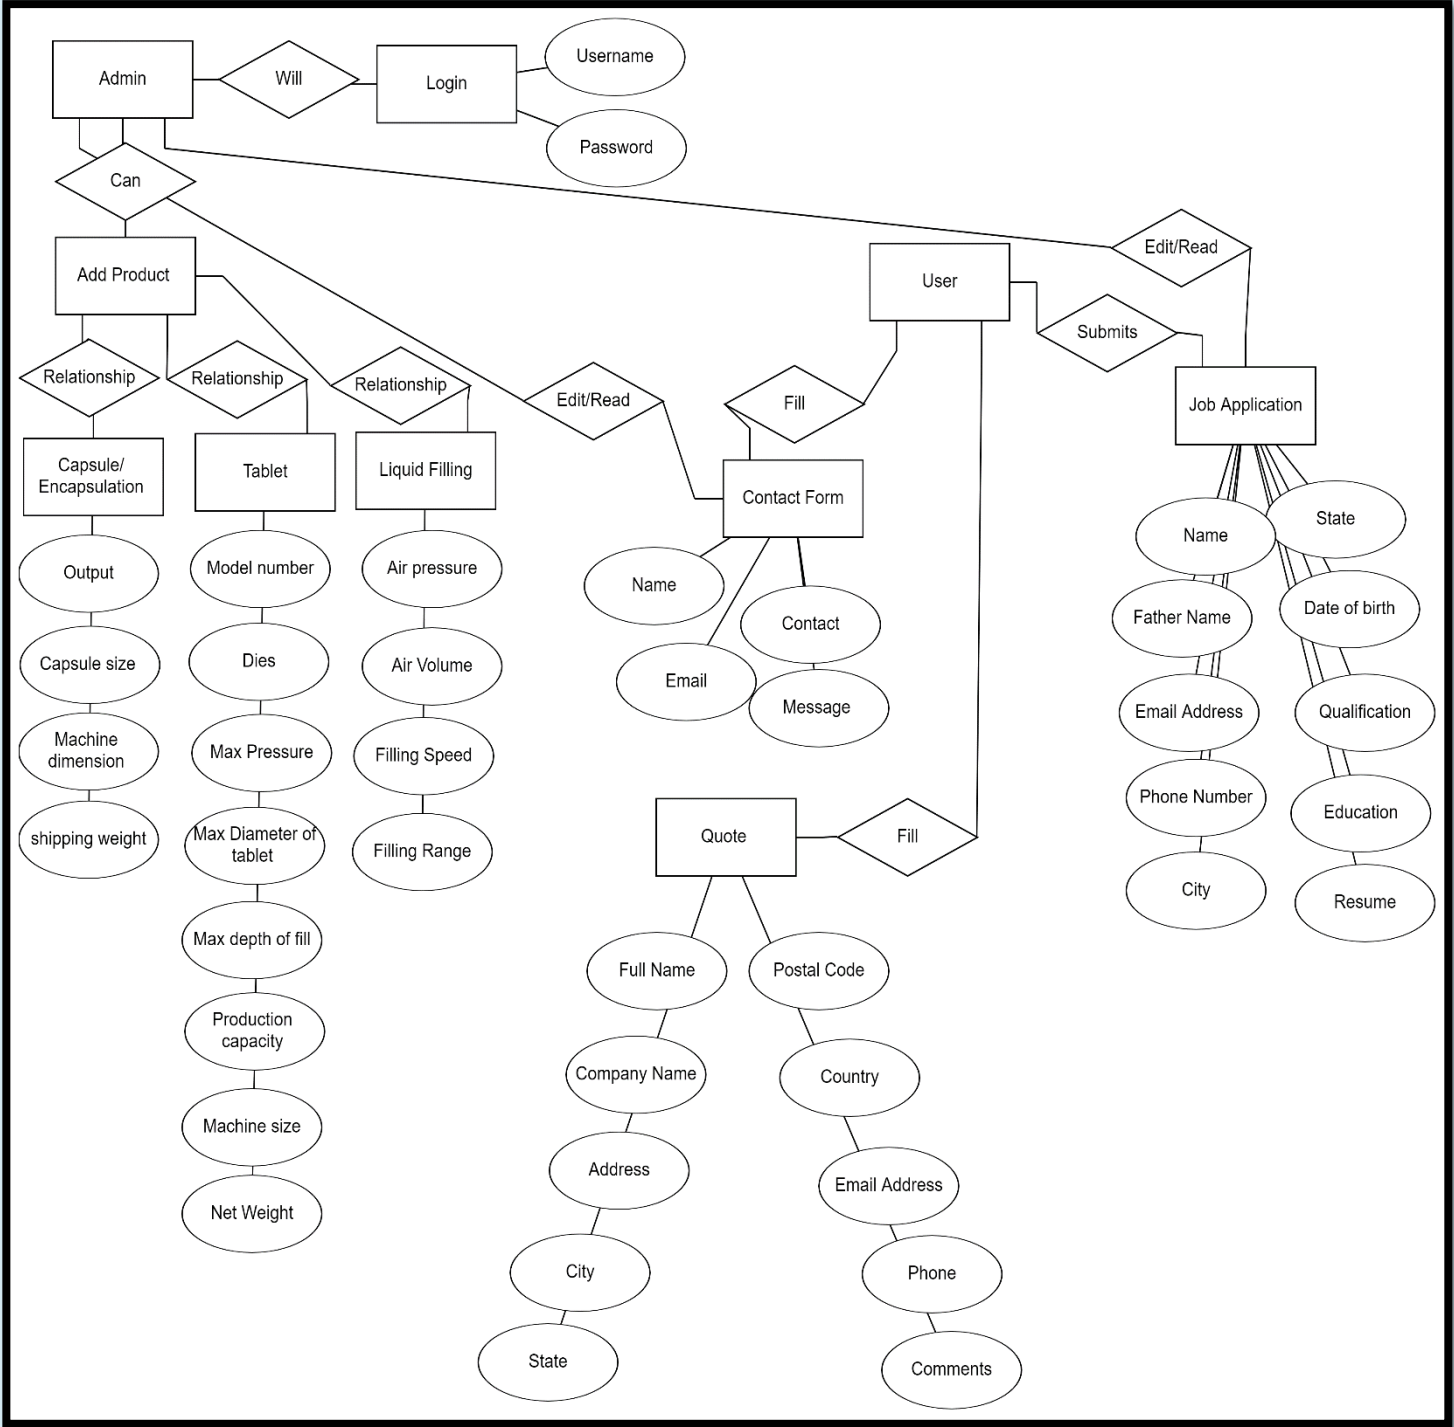 Admin
Will
Login
Username
Password
Can
Edit/Read
Add Product
User
Submits
Relationship
Relationship
Relationship
Edit/Read
Fill
Job Application
Capsule/
Encapsulation
Tablet
Liquid Filling
Contact Form
Name
State
Output
Model number
Air pressure
Name
Contact
Father Name
Date of birth
Capsule size
Dies
Air Volume
Email
Message
Email Address
Qualification
Machine
dimension
Max Pressure
Filling Speed
Phone Number
Education
shipping weight
Max Diameter of
tablet
Filling Range
Quote
Fill
City
Resume
Max depth of fill
Full Name
Postal Code
Production
capacity
Company Name
Country
Machine size
Address
Email Address
Net Weight
City
Phone
State
Comments